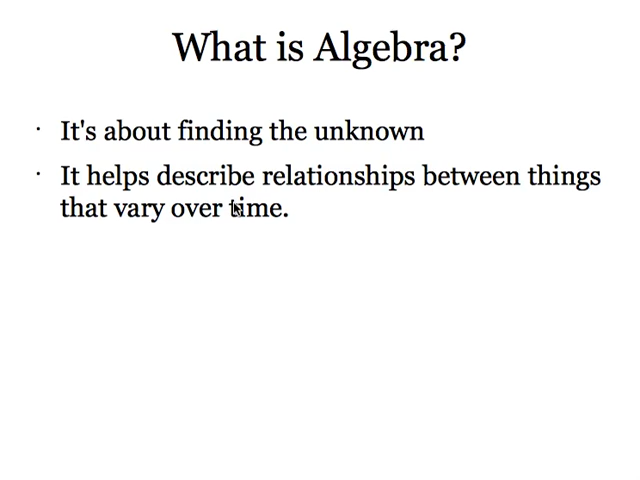 What is Algebra?
· It's about finding the unknown
· It helps describe relationships between things
that vary over time.